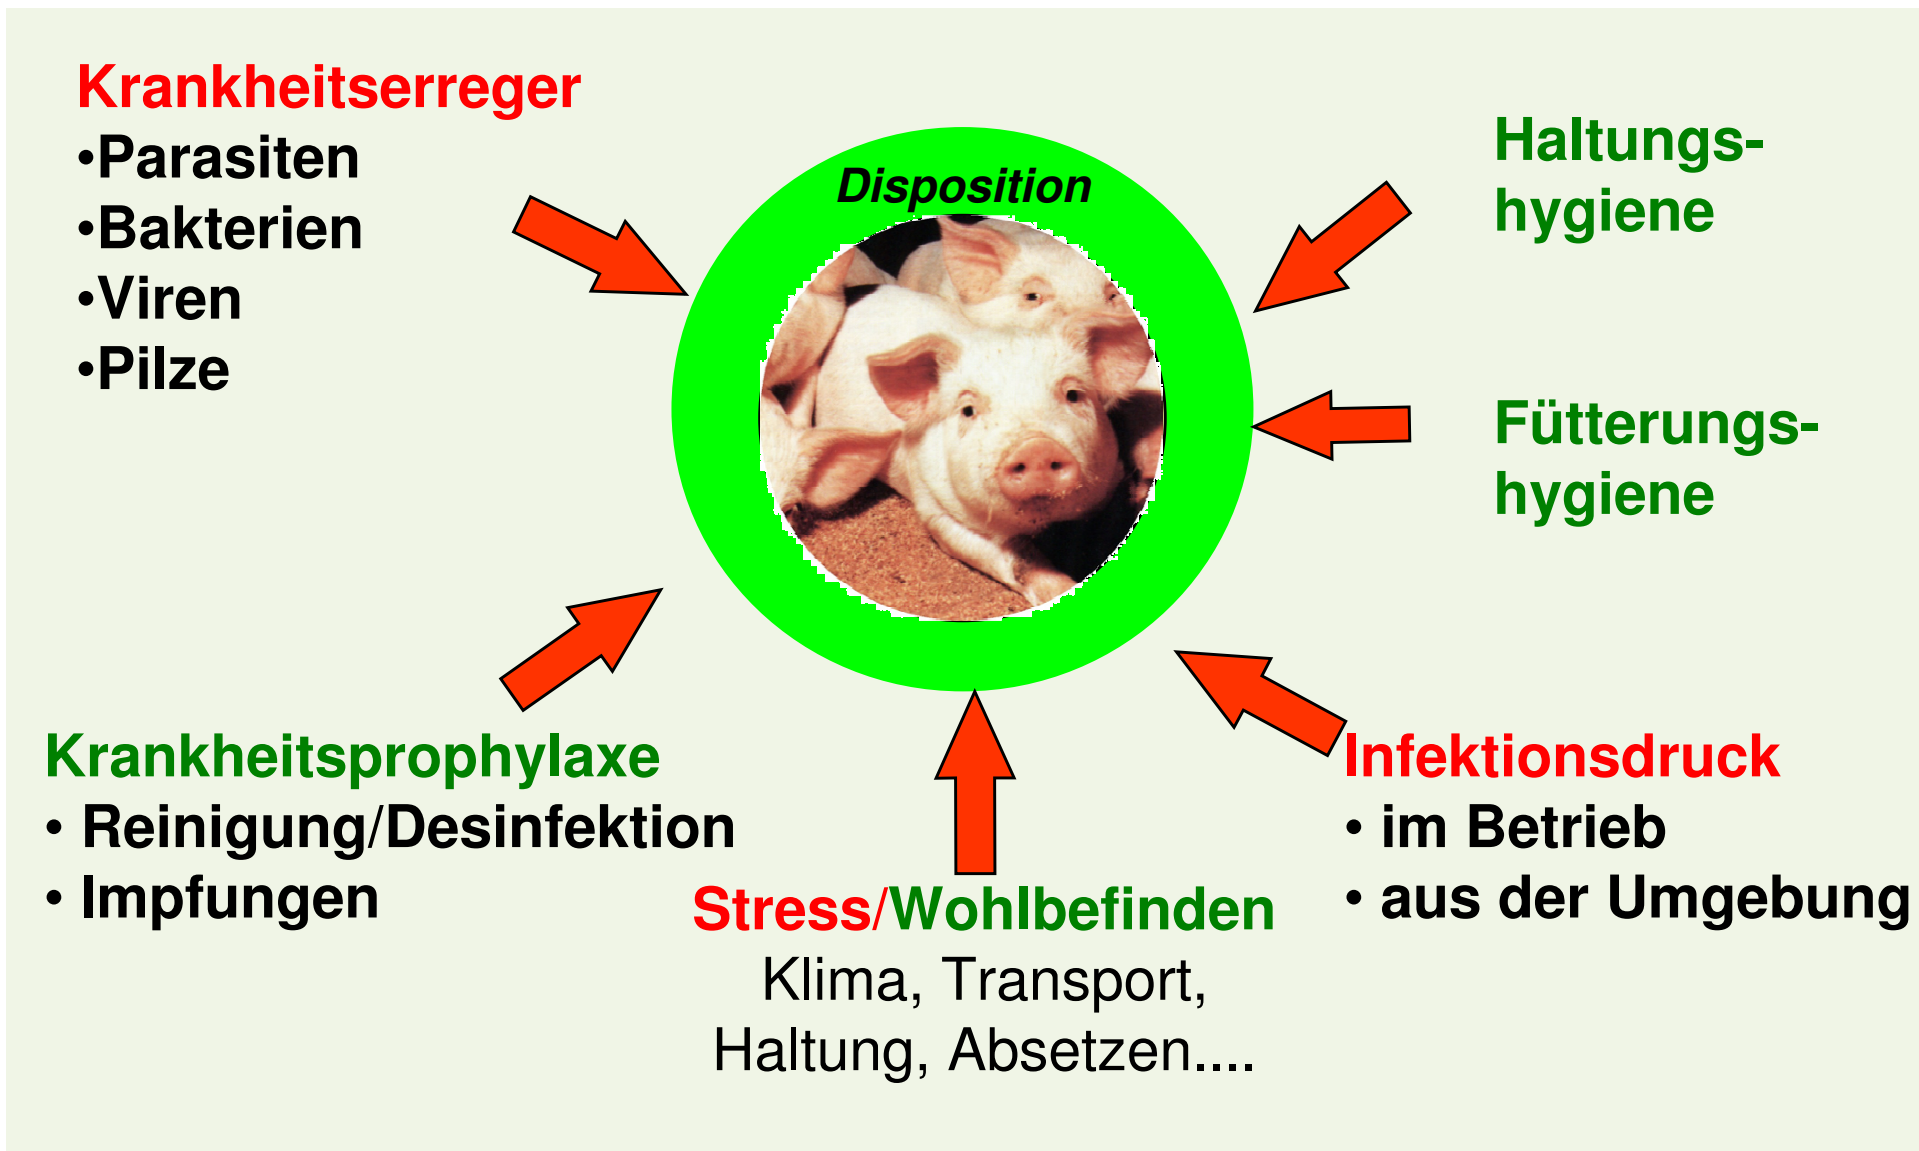 Krankheitserreger
•Parasiten
•Bakterien
•Viren
•Pilze
Disposition
Haltungs-
hygiene
Fütterungs-
hygiene
Krankheitsprophylaxe
• Reinigung/Desinfektion
• Impfungen
Stress/Wohlbefinden
Klima, Transport,
Haltung, Absetzen....
Infektionsdruck
• im Betrieb
• aus der Umgebung